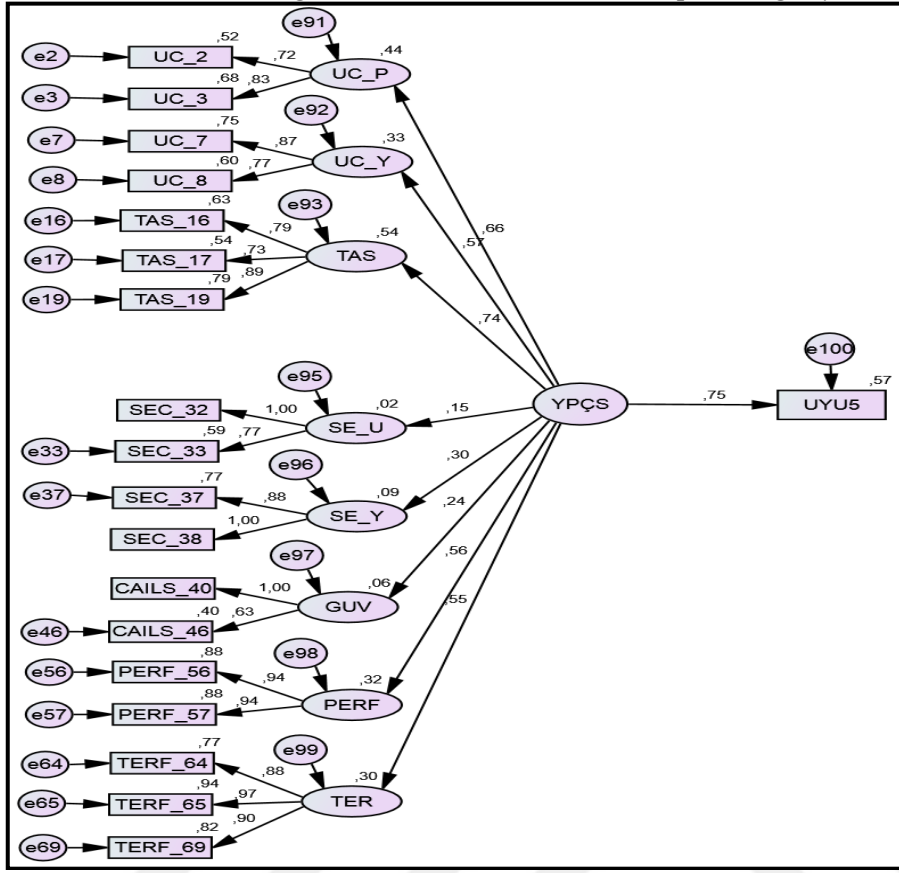 e91
,52
,44
e2
UC_2
,72
UC_P
,68
,83
e3
UC_3
e92
,75
,33
e7
UC_7
,87
UC_Y
,60
,77
e8
UC_8
,63
e93
,66
,57
e16
TAS_16
,79
,54
,54
e17
TAS_17
,73
TAS
,79
,89
e19
TAS_19
,74
e100
e95
,57
,02
YPÇS
,75
UYU5
SEC_32
1,00
,15
SE_U
,59
,77
e33
SEC_33
e96
,30
,77
,09
e37
SEC_37
,88
,24
SE_Y
SEC_38
1,00
e97
,56
,06
CAILS_40
1,00
,55
GUV
,40
,63
e46
CAILS_46
e98
,88
,32
e56
PERF_56
,94
PERF
,88
,94
e57
PERF_57
,77
e99
e64
TERF_64
,88
,30
,94
,97
TER
e65
TERF_65
,90
,82
e69
TERF_69